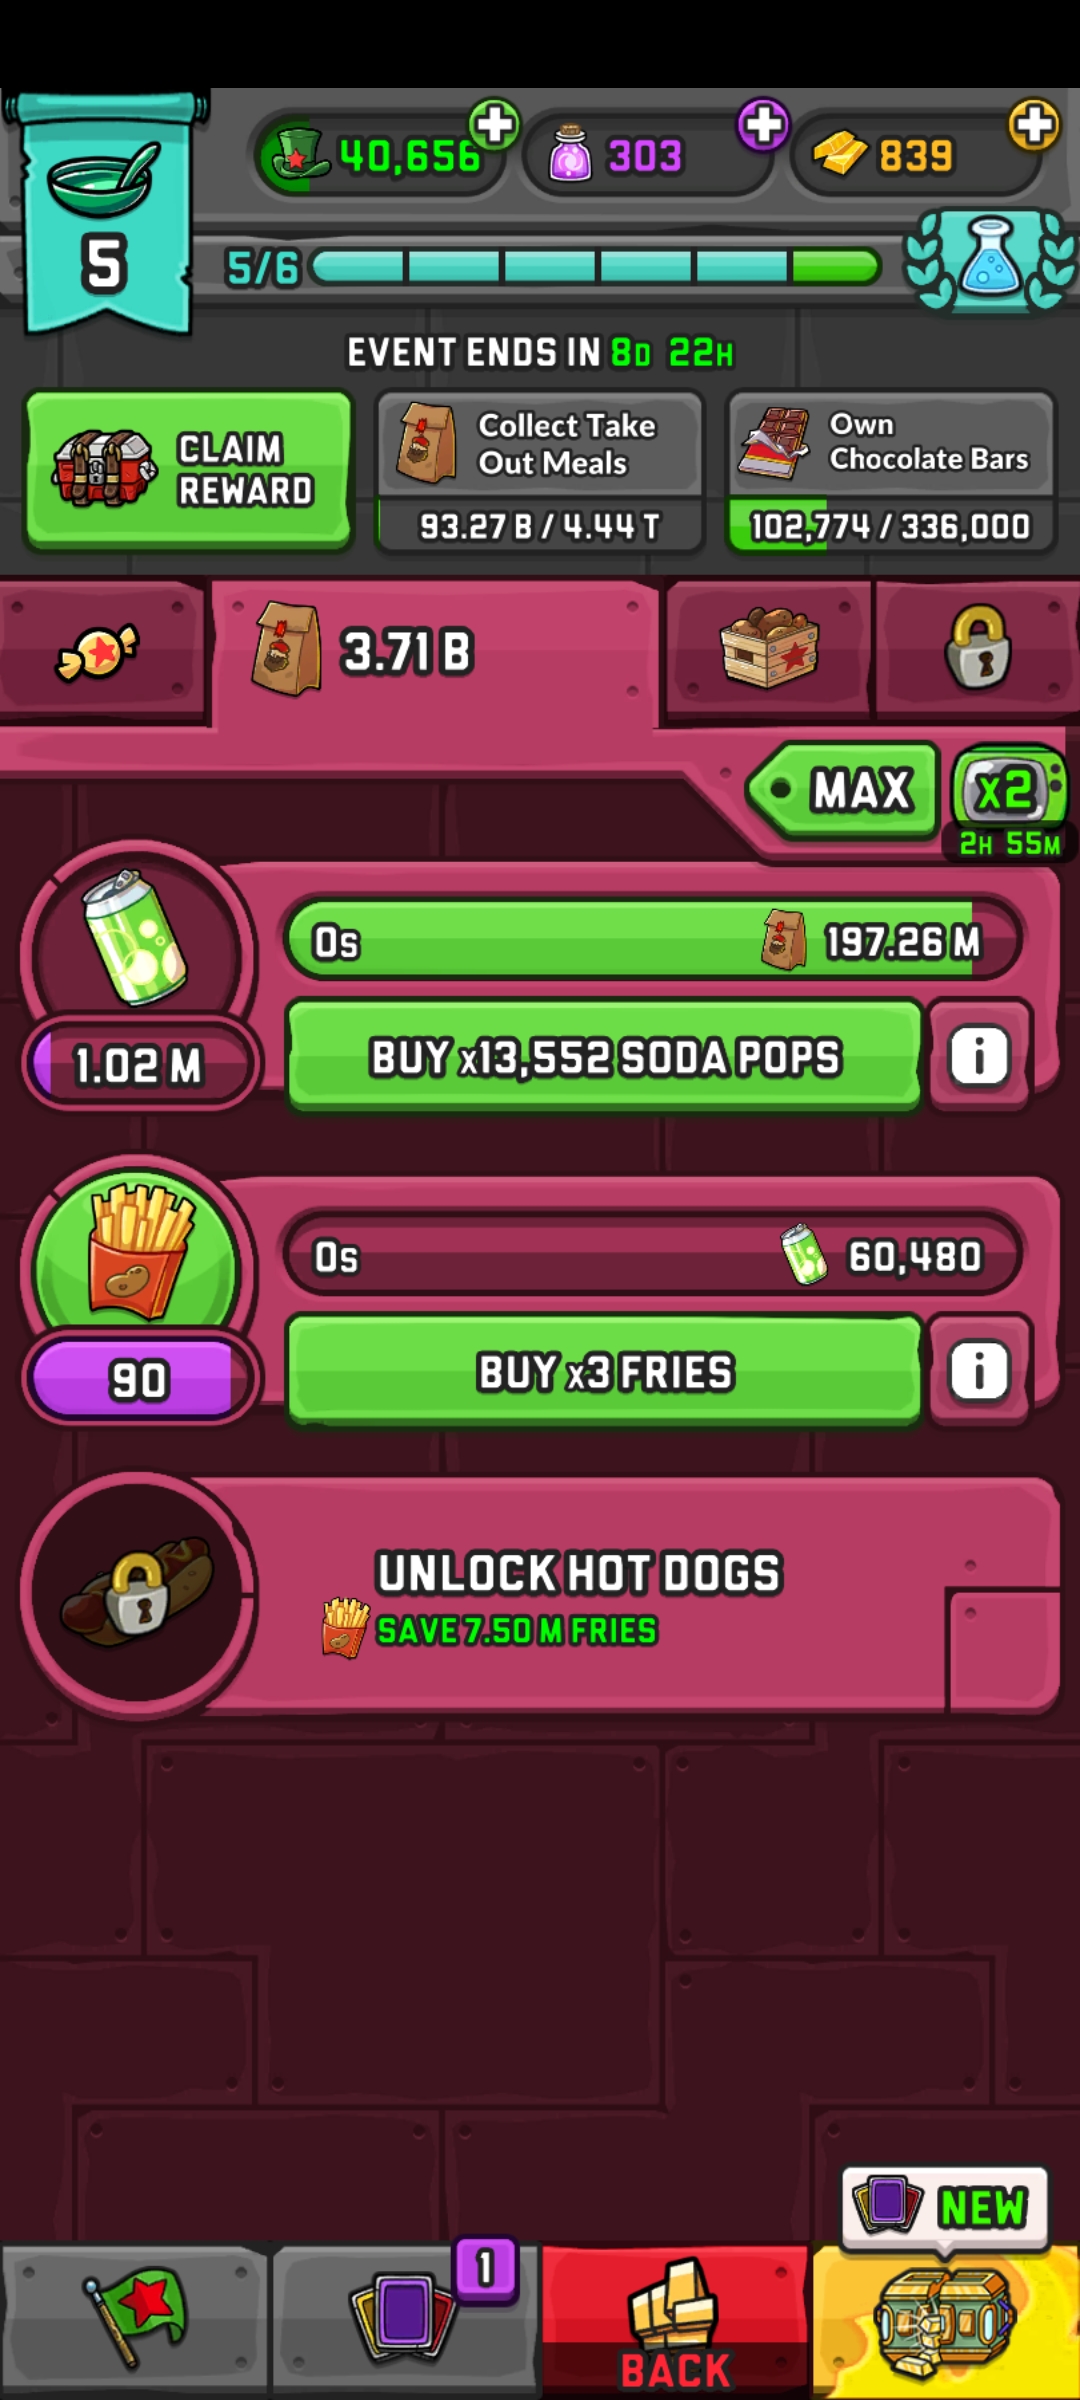 40,656
303
839
5
5/6
EVENT ENDS IN 8D 22H
CLAIM
REWARD
Collect Take
Out Meals
93.27 B / 4.44 T
Own
Chocolate Bars
102,774 / 336,000
3.71 B
MAX
x2
2H 55M
0s
197.26 M
1.02 M
BUY x13,552 SODA POPS
i
0s
60,480
90
BUY x3 FRIES
i
UNLOCK HOT DOGS
SAVE 7.50 M FRIES
NEW
1
BACK